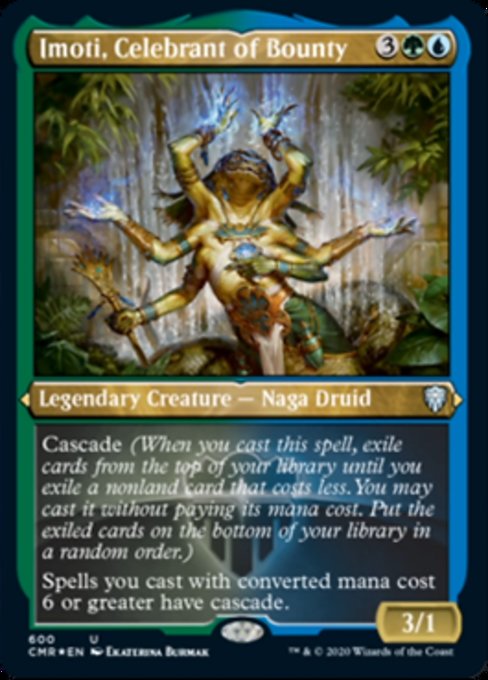 Imoti, Celebrant of Bounty 3
Legendary Creature — Naga Druid
Cascade (When you cast this spell, exile
cards from the top of your library until you
exile a nonland card that costs less. You may
cast it without paying its mana cost. Put the
exiled cards on the bottom of your library in
a random order.)
Spells you cast with converted mana cost
6 or greater have cascade.
3/1
600 U
CMR★EN Ekaterina Burmak
™ & © 2020 Wizards of the Coast